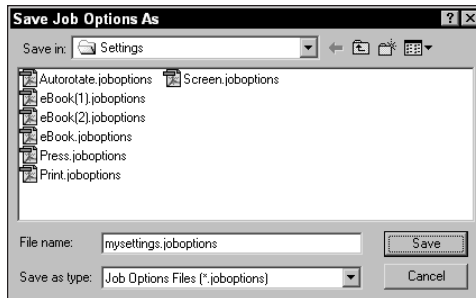 Save Job Options As
Save in: Settings
Autorotate.joboptions Screen.joboptions
eBook(1).joboptions
eBook(2).joboptions
eBook.joboptions
Press.joboptions
Print.joboptions
File name: mysettings.joboptions Save
Save as type: Job Options Files (*.joboptions) Cancel